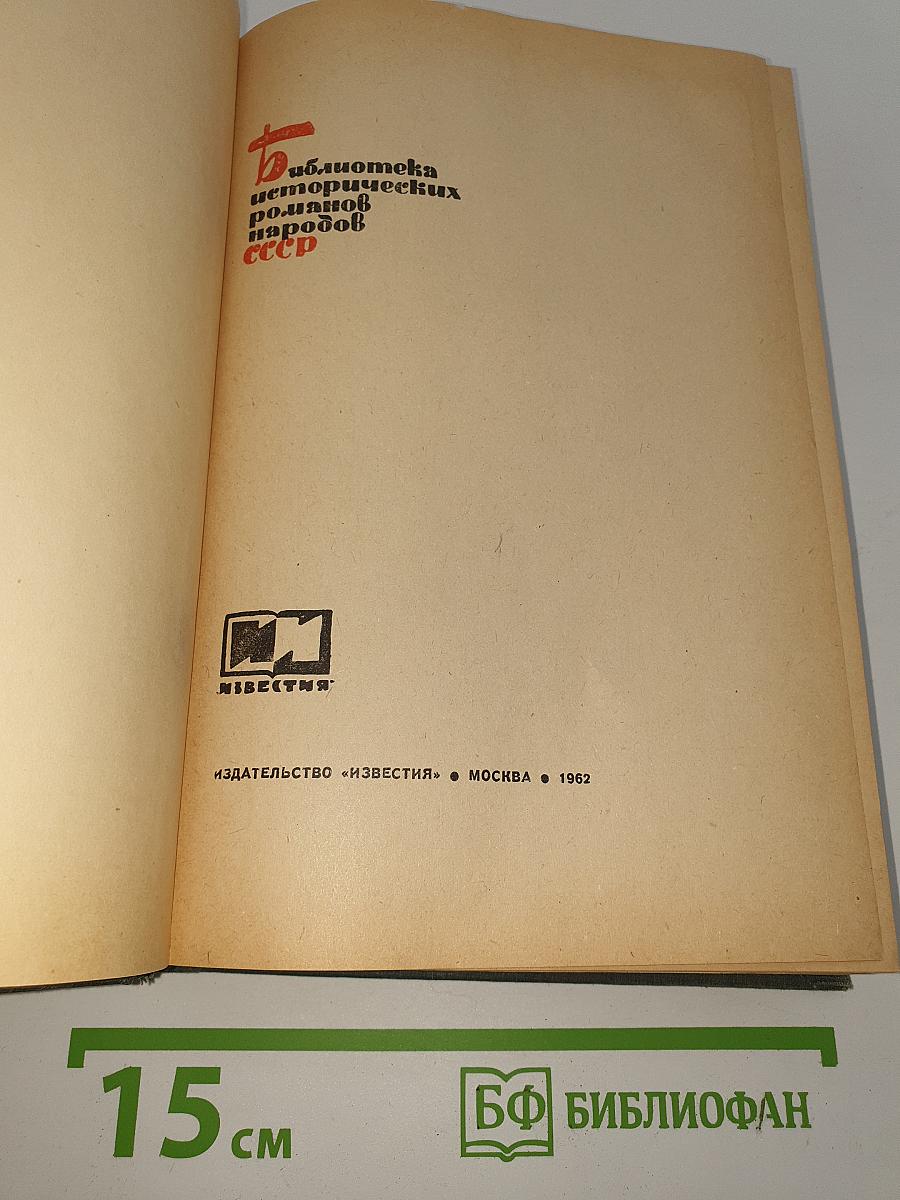 Библиотека
исторических
романов
народов
СССР
ИЗВЕСТИЯ
ИЗДАТЕЛЬСТВО «ИЗВЕСТИЯ» ● МОСКВА ● 1962
15 см
БФ БИБЛИОФАН